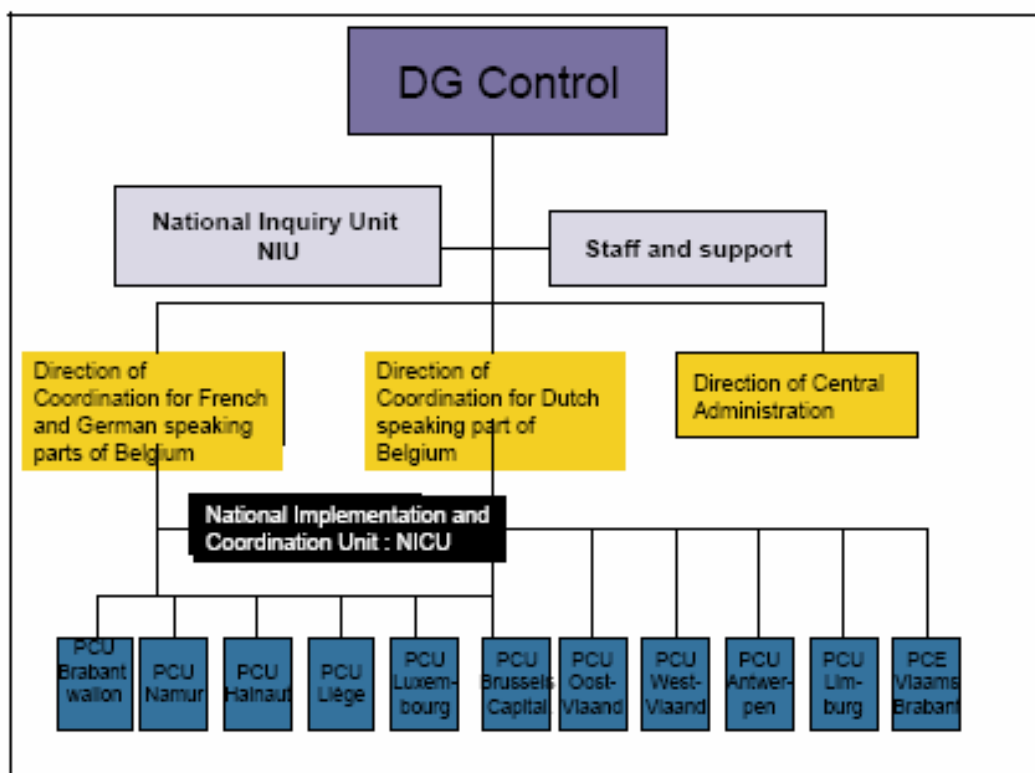 DG Control
National Inquiry Unit
NIU
Staff and support
Direction of
Coordination for French
and German speaking
parts of Belgium
Direction of
Coordination for Dutch
speaking part of
Belgium
Direction of Central
Administration
National Implementation and
Coordination Unit : NICU
PCU
Brabant
wallon
PCU
Namur
PCU
Hainaut
PCU
Liége
PCU
Luxem-
bourg
PCU
Brussels
Capital
PCU
Oost-
Vlaand
PCU
West-
Vlaand
PCU
Antwer-
pen
PCU
Lim-
burg
PCE
Vlaams
Brabant